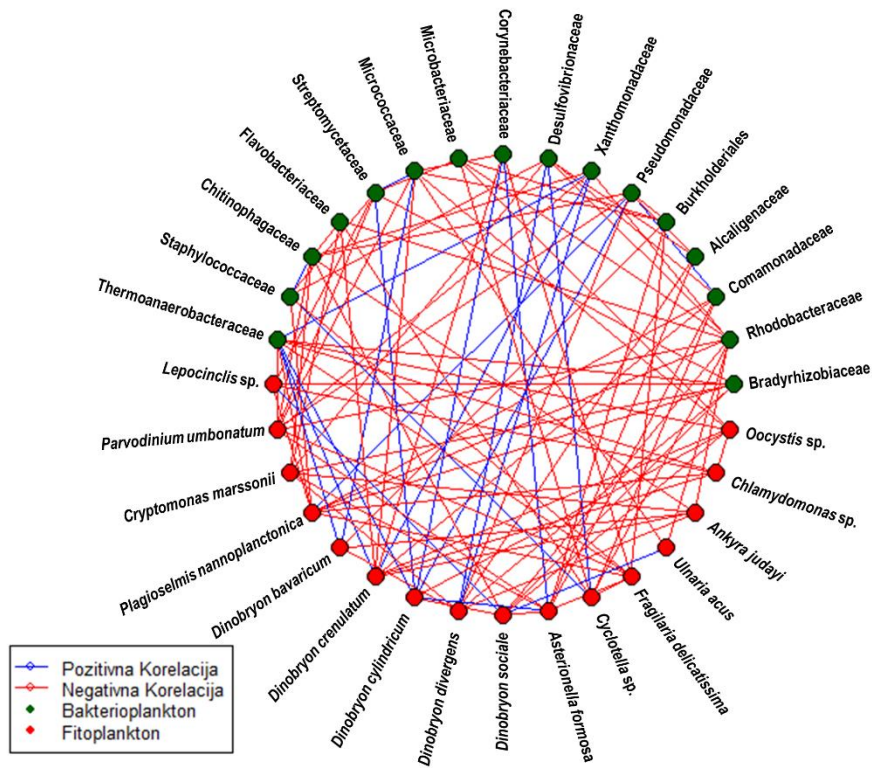 Corynebacteriaceae
Desulfovibrionaceae
Xanthomonadaceae
Pseudomonadaceae
Burkholderiales
Alcaligenaceae
Comamonadaceae
Rhodobacteraceae
Bradyrhizobiaceae
Oocystis sp.
Chlamydomonas sp.
Ankyra judayi
Ulnaria acus
Fragilaria delicatissima
Cyclotella sp.
Asterionella formosa
Dinobryon sociale
Dinobryon divergens
Dinobryon cylindricum
Dinobryon crenulatum
Dinobryon bavaricum
Plagioselmis nannoplanctonica
Cryptomonas marssonii
Parvodinium umbonatum
Lepocinclis sp.
Thermoanaerobacteraceae
Staphylococcaceae
Chitinophagaceae
Flavobacteriaceae
Streptomycetaceae
Micrococcaceae
Microbacteriaceae
Pozitivna Korelacija
Negativna Korelacija
Bakterioplankton
Fitoplankton